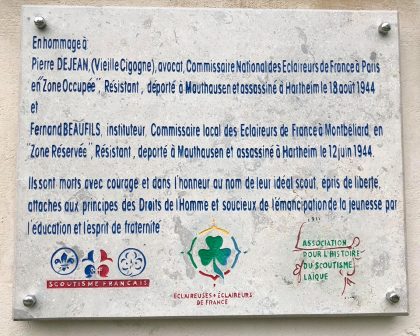 En hommage à
Pierre DEJEAN, (Vieille Cigogne), avocat, Commissaire National des Eclaireurs de France à Paris
en "Zone Occupée", Résistant, déporté à Mauthausen et assassiné à Hartheim le 18 août 1944
et
Fernand BEAUFILS, instituteur, Commissaire local des Eclaireurs de France à Montbéliard, en
"Zone Réservée", Résistant, deporté à Mauthausen et assassiné à Hartheim le 12 juin 1944.
Ils sont morts avec courage et dans l'honneur au nom de leur idéal scout, épris de liberté,
attachés aux principes des Droits de l'Homme et soucieux de l'émancipation de la jeunesse par
l'éducation et l'esprit de fraternité
SCOUTISME FRANÇAIS
ECLAIREUSES • ECLAIREURS
DE FRANCE
1911
ASSOCIATION
POUR L'HISTOIRE
DU SCOUTISME
LAÏQUE